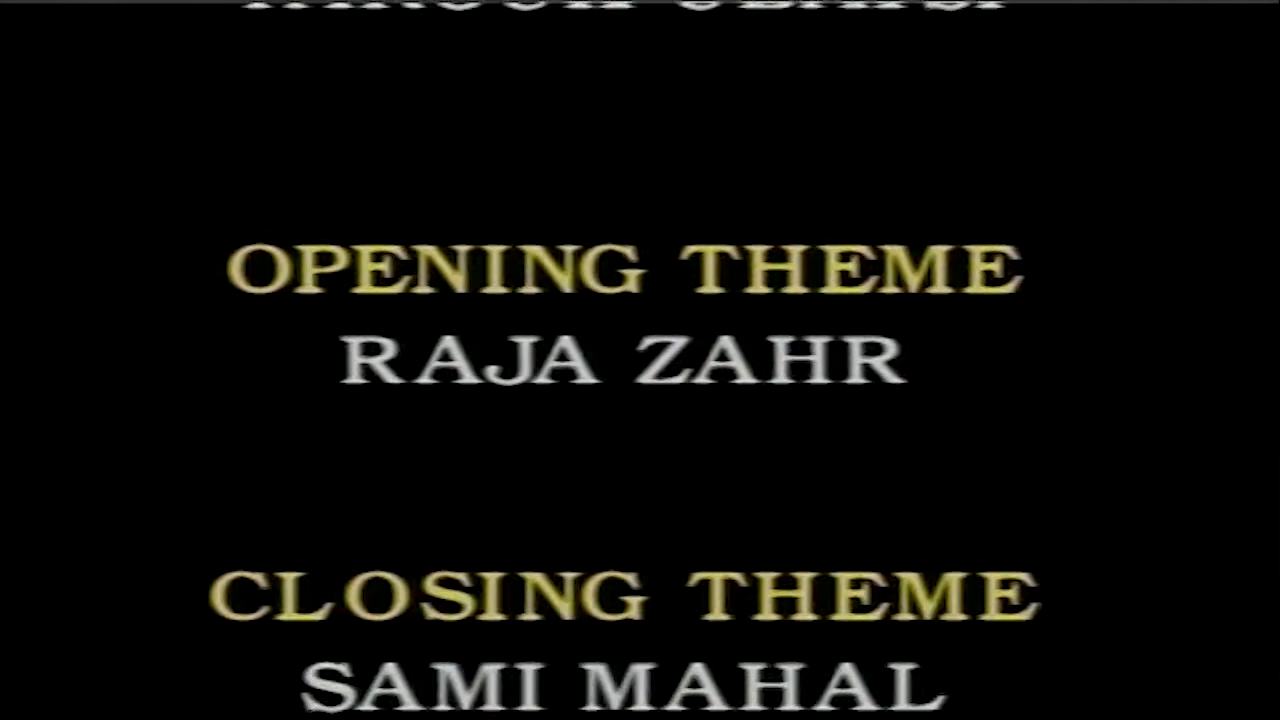 OPENING THEME
RAJA ZAHR
CLOSING THEME
SAMI MAHAL